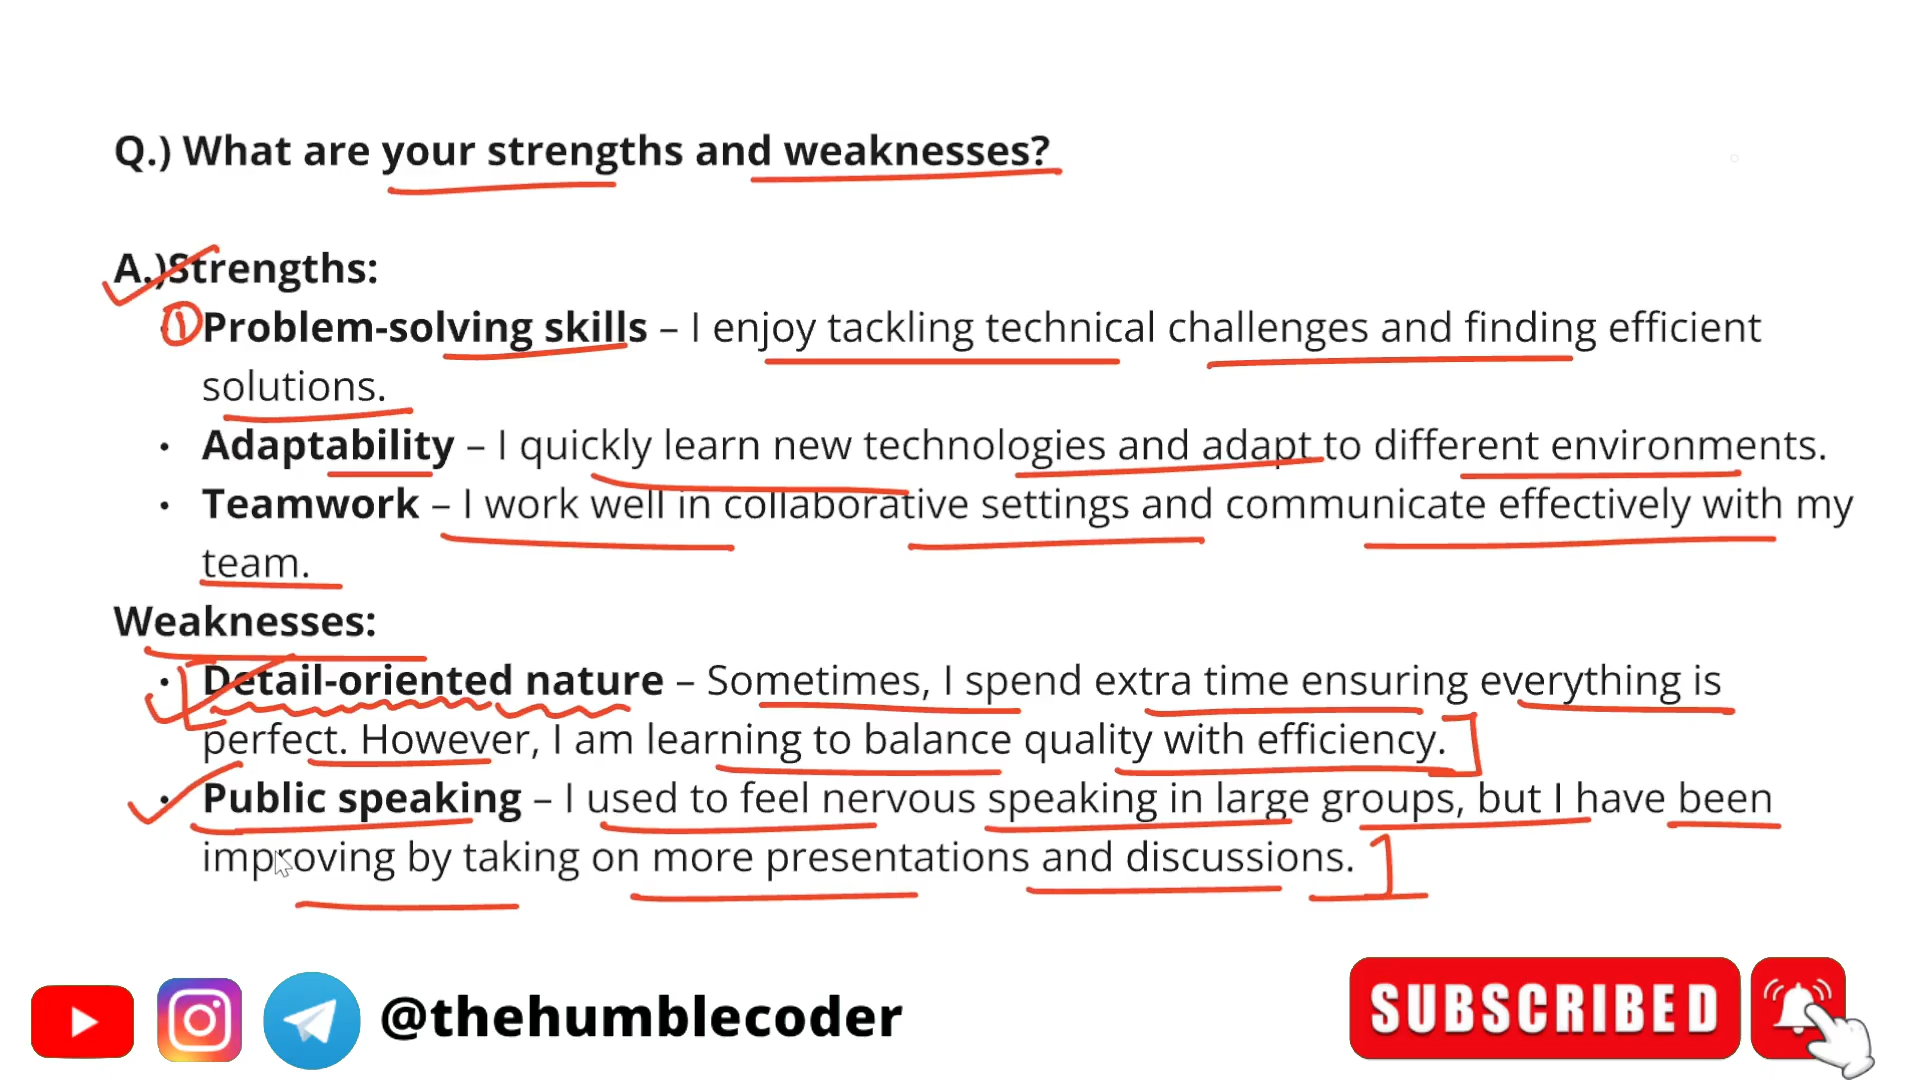 Q.) What are your strengths and weaknesses?
A.)Strengths:
① Problem-solving skills – I enjoy tackling technical challenges and finding efficient
solutions.
• Adaptability – I quickly learn new technologies and adapt to different environments.
• Teamwork – I work well in collaborative settings and communicate effectively with my
team.
Weaknesses:
• Detail-oriented nature – Sometimes, I spend extra time ensuring everything is
perfect. However, I am learning to balance quality with efficiency.
• Public speaking – I used to feel nervous speaking in large groups, but I have been
improving by taking on more presentations and discussions.
@thehumblecoder
SUBSCRIBED